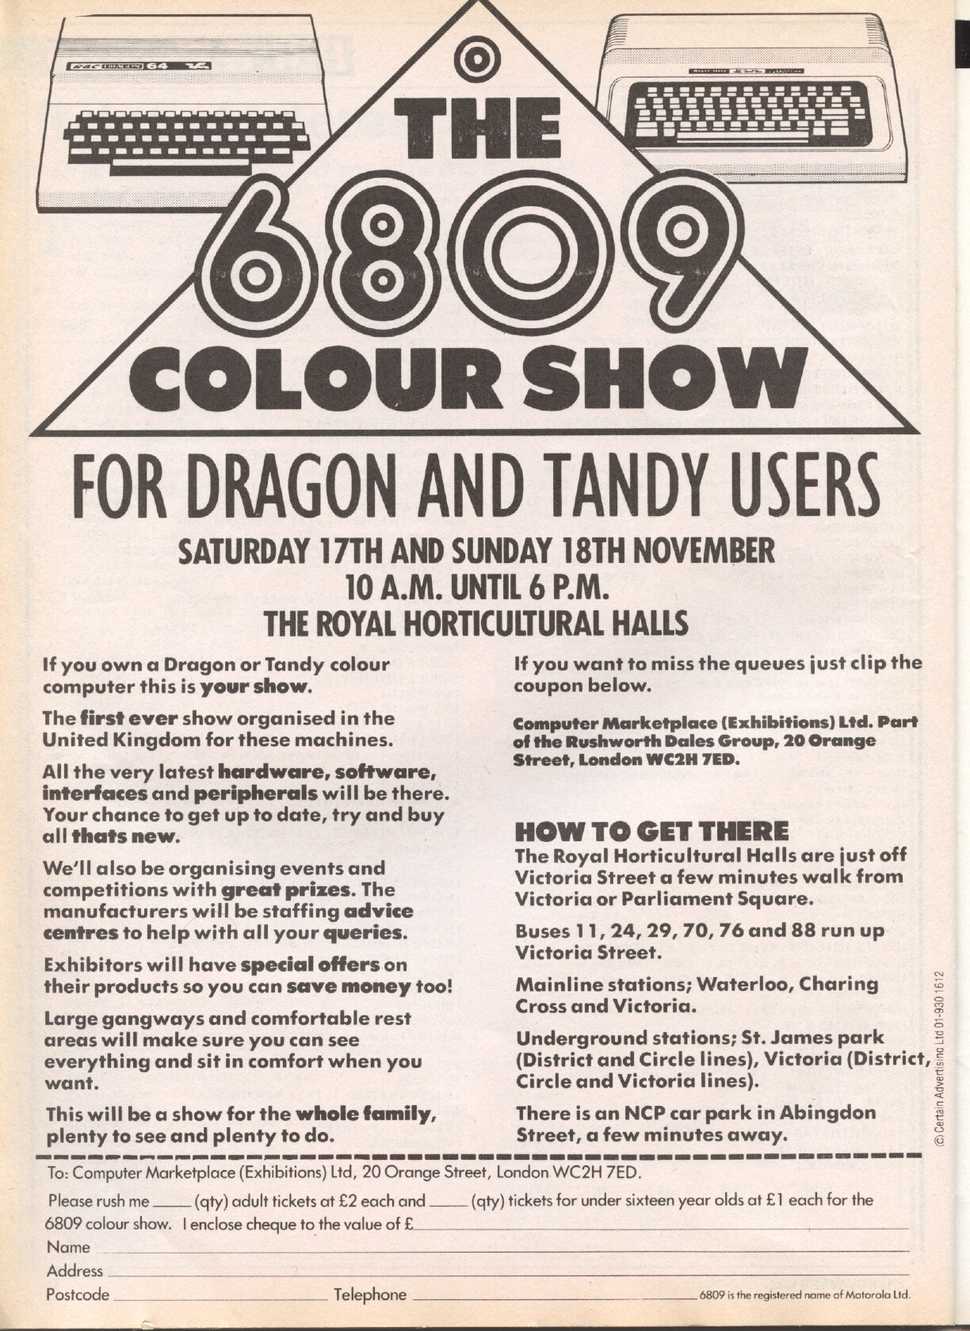 64
THE
6809
COLOUR SHOW
FOR DRAGON AND TANDY USERS
SATURDAY 17TH AND SUNDAY 18TH NOVEMBER
10 A.M. UNTIL 6 P.M.
THE ROYAL HORTICULTURAL HALLS
If you own a Dragon or Tandy colour
computer this is your show.
The first ever show organised in the
United Kingdom for these machines.
All the very latest hardware, software,
interfaces and peripherals will be there.
Your chance to get up to date, try and buy
all thats new.
We'll also be organising events and
competitions with great prizes. The
manufacturers will be staffing advice
centres to help with all your queries.
Exhibitors will have special offers on
their products so you can save money too!
Large gangways and comfortable rest
areas will make sure you can see
everything and sit in comfort when you
want.
This will be a show for the whole family,
plenty to see and plenty to do.
If you want to miss the queues just clip the
coupon below.
Computer Marketplace (Exhibitions) Ltd. Part
of the Rushworth Dales Group, 20 Orange
Street, London WC2H 7ED.
HOW TO GET THERE
The Royal Horticultural Halls are just off
Victoria Street a few minutes walk from
Victoria or Parliament Square.
Buses 11, 24, 29, 70, 76 and 88 run up
Victoria Street.
Mainline stations; Waterloo, Charing
Cross and Victoria.
Underground stations; St. James park
(District and Circle lines), Victoria (District,
Circle and Victoria lines).
There is an NCP car park in Abingdon
Street, a few minutes away.
(C) Certain Advertising Ltd 01-930 1612
To: Computer Marketplace (Exhibitions) Ltd, 20 Orange Street, London WC2H 7ED.
Please rush me ____ (qty) adult tickets at £2 each and ____ (qty) tickets for under sixteen year olds at £1 each for the
6809 colour show. I enclose cheque to the value of £
Name
Address
Postcode Telephone 6809 is the registered name of Motorola Ltd.